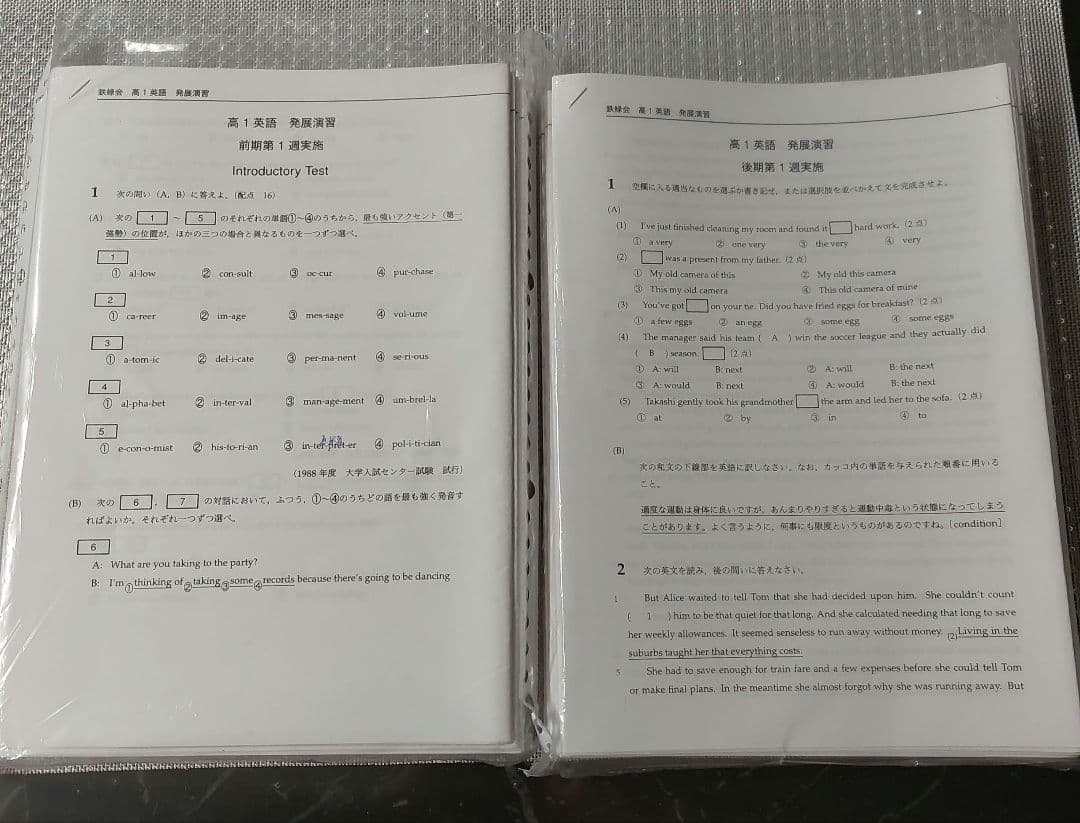 鉄緑会 高1英語 発展演習
高1英語 発展演習
前期第1週実施
Introductory Test
1 次の問い (A, B) に答えよ。(配点 16)
(A) 次の 1 ~ 5 のそれぞれの単語①~④のうちから、最も強いアクセント (第一
強勢) の位置が、ほかの三つの場合と異なるものを一つずつ選べ。
1
① al-low ② con-sult ③ oc-cur ④ pur-chase
2
① ca-reer ② im-age ③ mes-sage ④ vol-ume
3
① a-tom-ic ② del-i-cate ③ per-ma-nent ④ se-ri-ous
4
① al-pha-bet ② in-ter-val ③ man-age-ment ④ um-brel-la
5
① e-con-o-mist ② his-to-ri-an ③ in-ter-pret-er ④ pol-i-ti-cian
(1988年度 大学入試センター試験 試行)
(B) 次の 6 , 7 の対話において、ふつう、①~④のうちどの語を最も強く発音す
ればよいか。それぞれ一つずつ選べ。
6
A: What are you taking to the party?
B: I'm ①thinking of ②taking ③some ④records because there's going to be dancing
鉄緑会 高1英語 発展演習
高1英語 発展演習
後期第1週実施
1 空欄に入る適当なものを選ぶか書き記せ、または選択肢を並べかえて文を完成させよ。
(A)
(1) I've just finished cleaning my room and found it hard work. (2点)
① a very ② one very ③ the very ④ very
(2) was a present from my father. (2点)
① My old camera of this ② My old this camera
③ This my old camera ④ This old camera of mine
(3) You've got on your tie. Did you have fried eggs for breakfast? (2点)
① a few eggs ② an egg ③ some egg ④ some eggs
(4) The manager said his team ( A ) win the soccer league and they actually did
( B ) season. (2点)
① A: will B: next ② A: will B: the next
③ A: would B: next ④ A: would B: the next
(5) Takashi gently took his grandmother the arm and led her to the sofa. (2点)
① at ② by ③ in ④ to
(B)
次の和文の下線部を英語に訳しなさい。なお、カッコ内の単語を与えられた順番に用いる
こと。
適度な運動は身体に良いですが、あんまりやりすぎると運動中毒という状態になってしまう
ことがあります。よく言うように、何事にも限度というものがあるのですね。[condition]
2 次の英文を読み、後の問いに答えなさい。
1 But Alice waited to tell Tom that she had decided upon him. She couldn't count
( 1 ) him to be that quiet for that long. And she calculated needing that long to save
her weekly allowances. It seemed senseless to run away without money. (2)Living in the
suburbs taught her that everything costs.
5 She had to save enough for train fare and a few expenses before she could tell Tom
or make final plans. In the meantime she almost forgot why she was running away. But